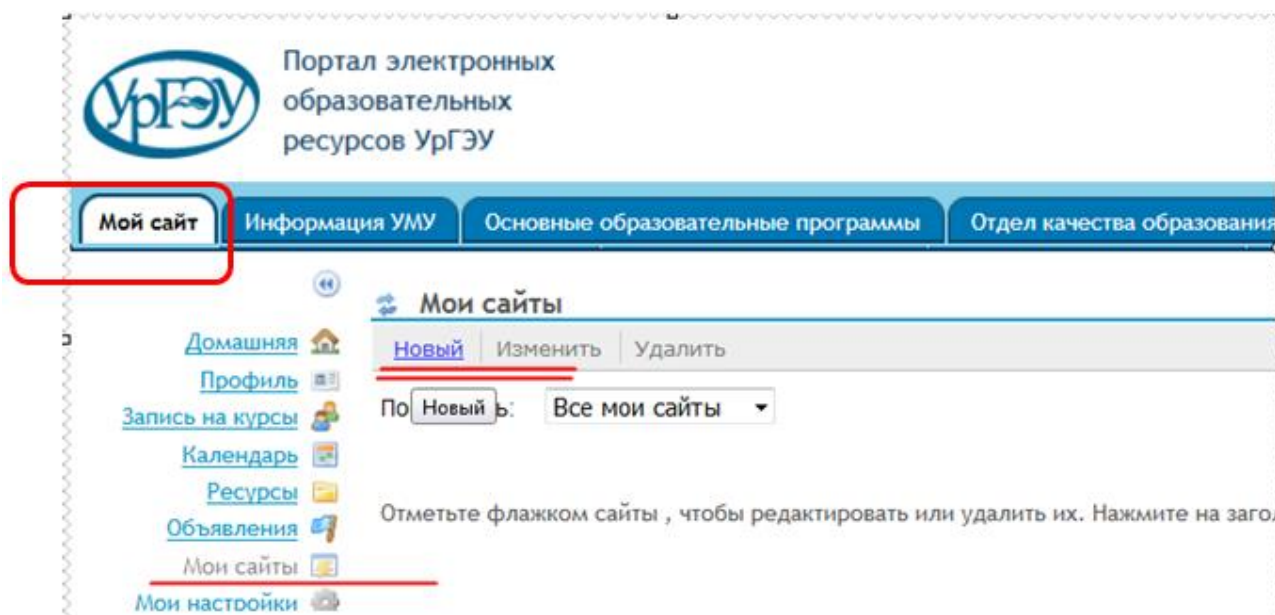 УрГЭУ
Портал электронных
образовательных
ресурсов УрГЭУ
Мой сайт
Информация УМУ
Основные образовательные программы
Отдел качества образования
Мои сайты
Новый
Изменить
Удалить
По Новый ь: Все мои сайты
Отметьте флажком сайты , чтобы редактировать или удалить их. Нажмите на
Домашняя
Профиль
Запись на курсы
Календарь
Ресурсы
Объявления
Мои сайты
Мои настройки